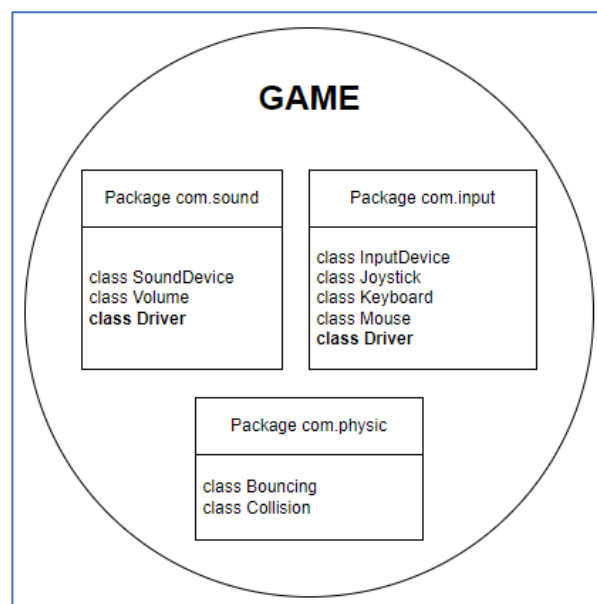 GAME
Package com.sound
class SoundDevice
class Volume
class Driver
Package com.input
class InputDevice
class Joystick
class Keyboard
class Mouse
class Driver
Package com.physic
class Bouncing
class Collision